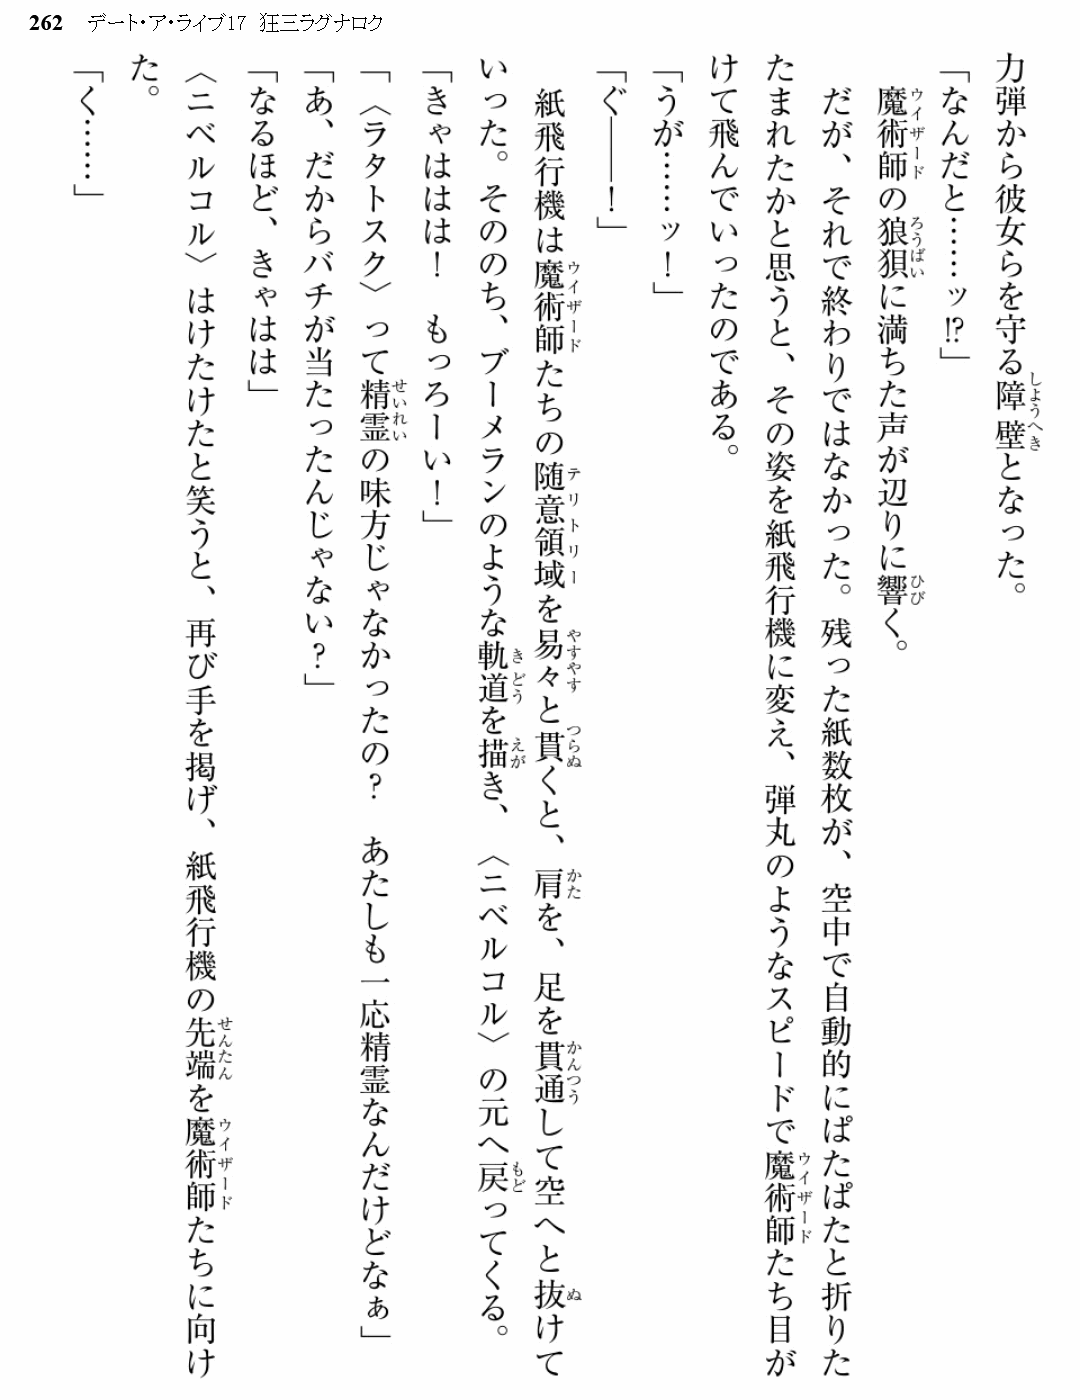 262 デート・ア・ライブ17 狂三ラグナロク
力弾から彼女らを守る障壁となった。
「なんだと……ッ!?」
魔術師の狼狽に満ちた声が辺りに響く。
だが、それで終わりではなかった。残った紙数枚が、空中で自動的にぱたぱたと折りた
たまれたかと思うと、その姿を紙飛行機に変え、弾丸のようなスピードで魔術師たち目が
けて飛んでいったのである。
「うが……ッ！」
「ぐ――！」
紙飛行機は魔術師たちの随意領域を易々と貫くと、肩を、足を貫通して空へと抜けて
いった。そののち、ブーメランのような軌道を描き、〈ニベルコル〉の元へ戻ってくる。
「きゃははは！　もっろーい！」
「〈ラタトスク〉って精霊の味方じゃなかったの？　あたしも一応精霊なんだけどなぁ」
「あ、だからバチが当たったんじゃない？」
「なるほど、きゃはは」
〈ニベルコル〉はけたけたと笑うと、再び手を掲げ、紙飛行機の先端を魔術師たちに向け
た。
「く……」